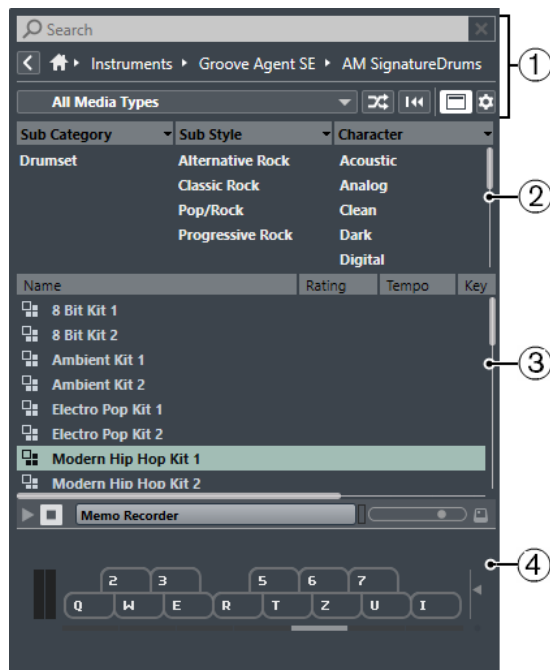 Search
Instruments Groove Agent SE AM SignatureDrums
All Media Types
Sub Category Sub Style Character
Drumset Alternative Rock Acoustic
Classic Rock Analog
Pop/Rock Clean
Progressive Rock Dark
Digital
Name Rating Tempo Key
8 Bit Kit 1
8 Bit Kit 2
Ambient Kit 1
Ambient Kit 2
Electro Pop Kit 1
Electro Pop Kit 2
Modern Hip Hop Kit 1
Modern Hip Hop Kit 2
Memo Recorder
2 3 5 6 7
Q W E R T Z U I
1
2
3
4